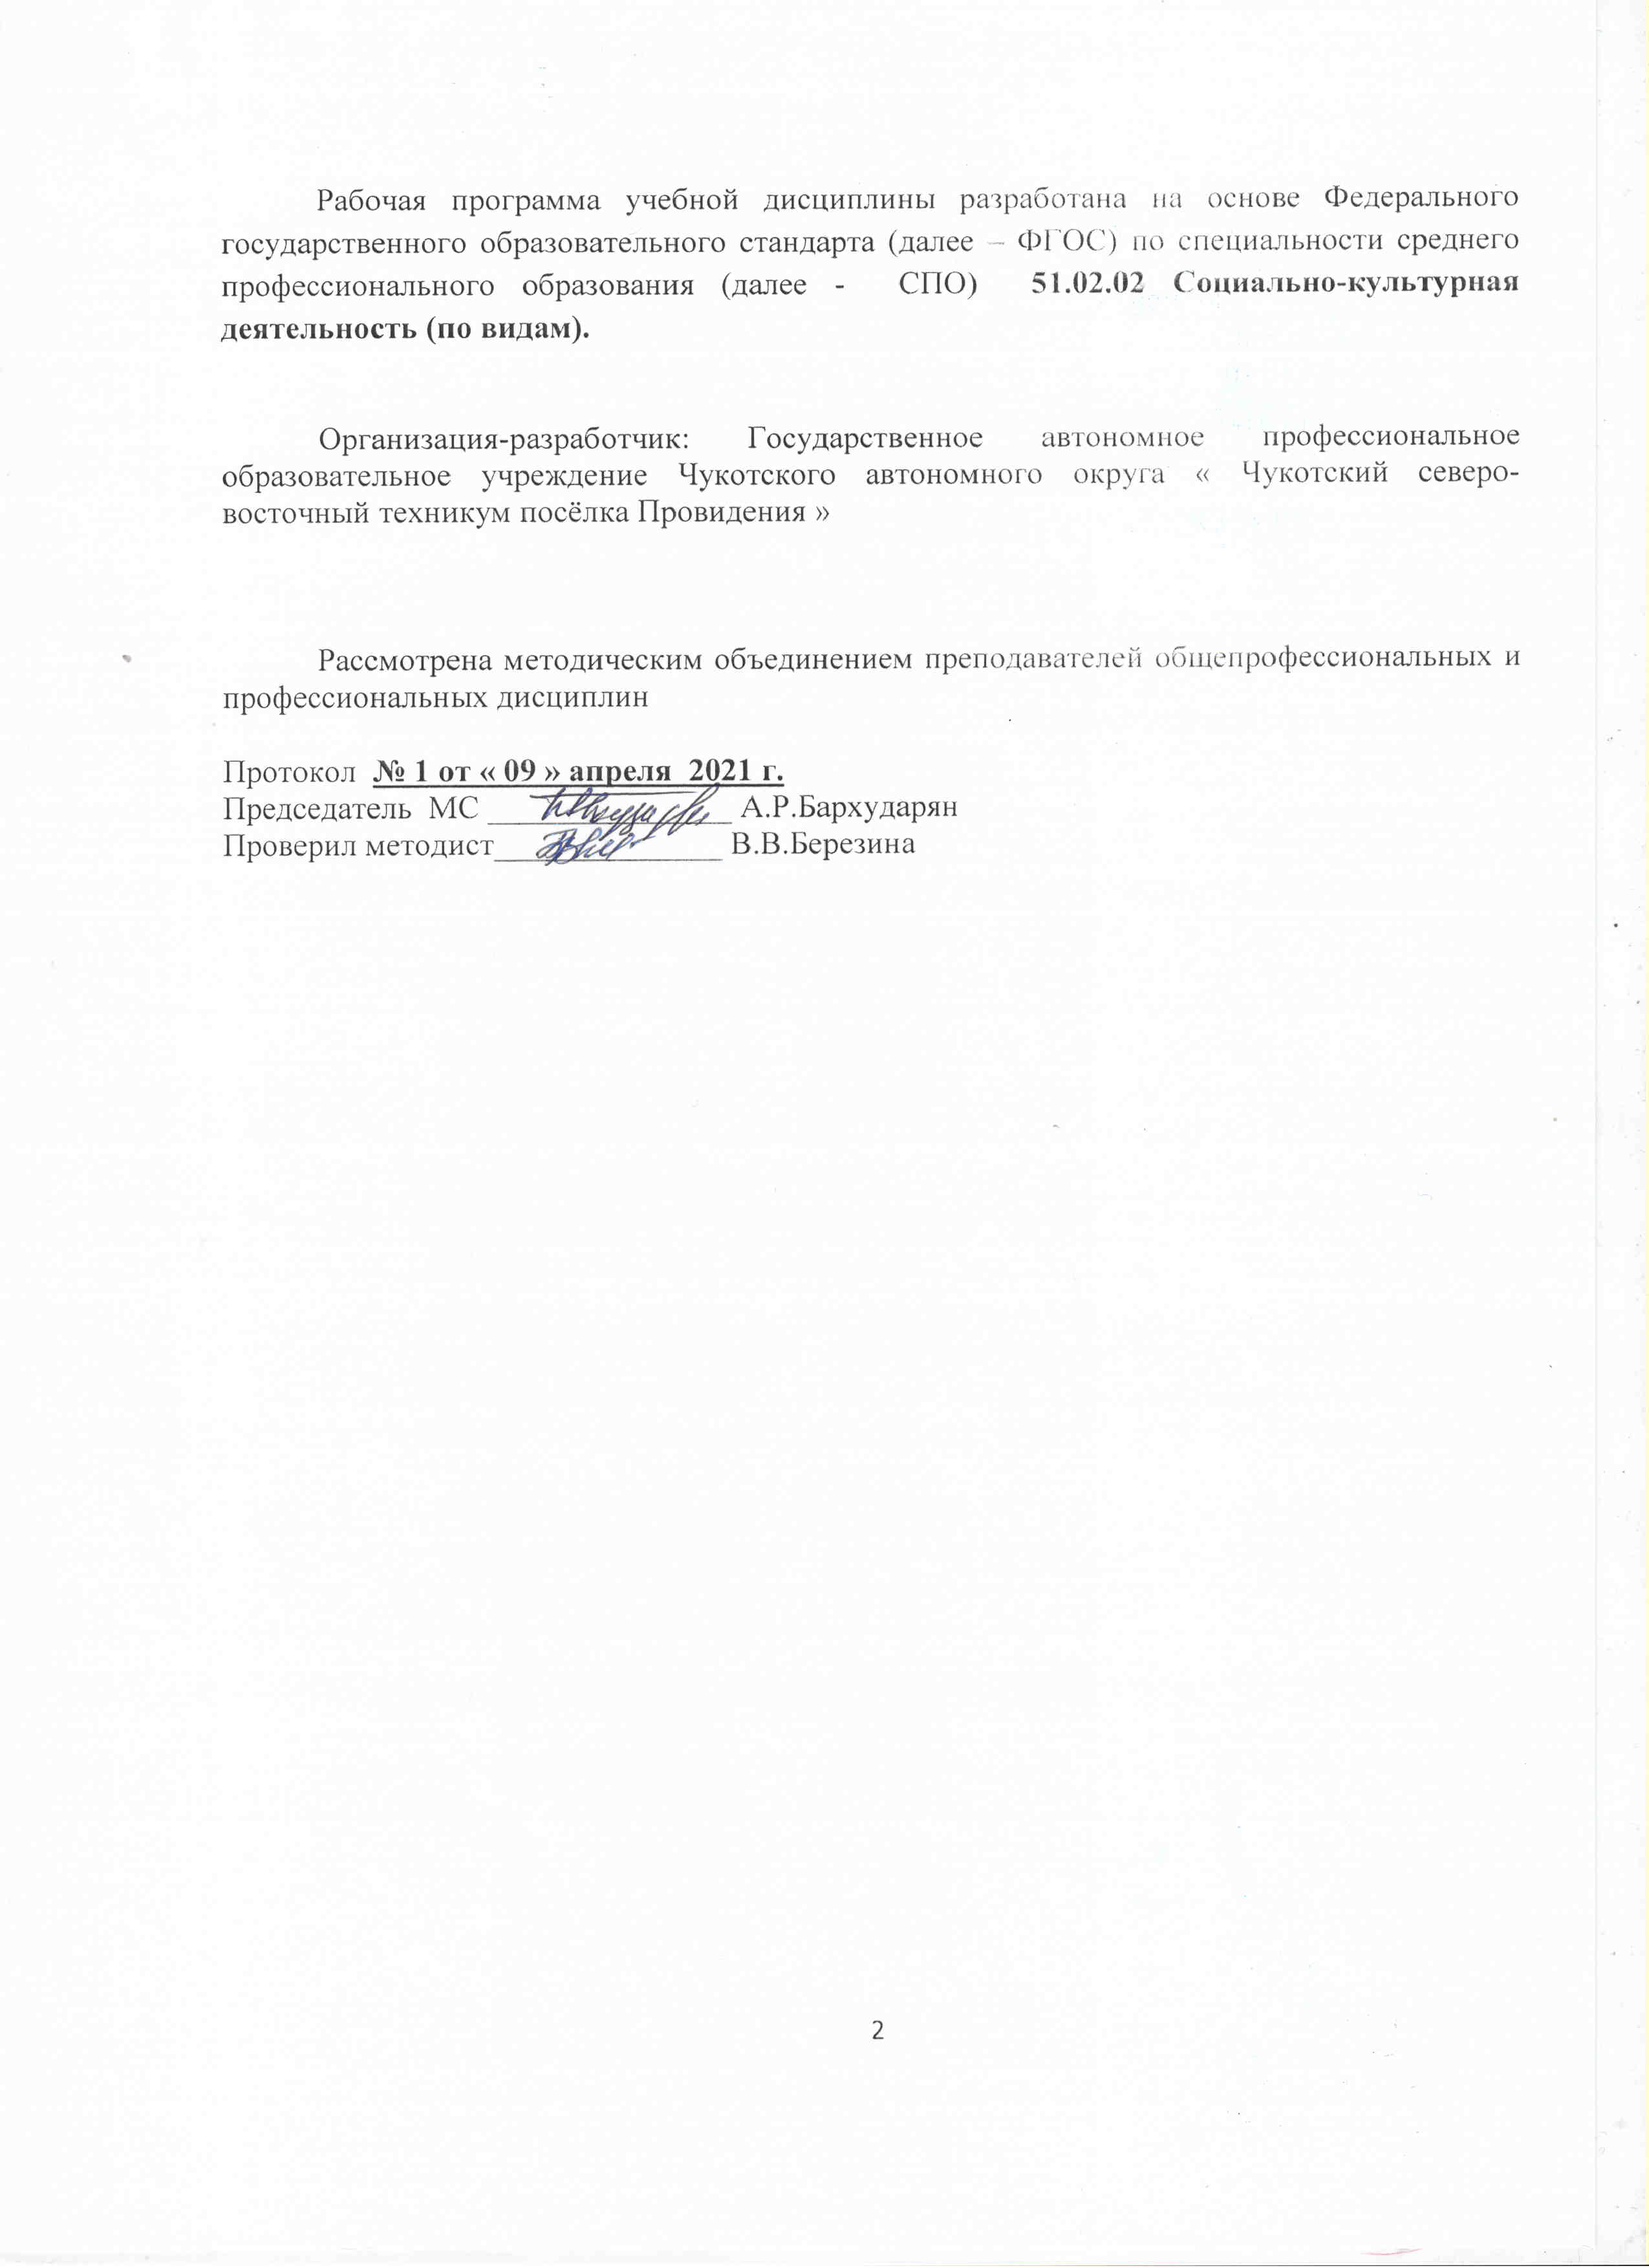 Рабочая программа учебной дисциплины разработана на основе Федерального
государственного образовательного стандарта (далее – ФГОС) по специальности среднего
профессионального образования (далее - СПО) 51.02.02 Социально-культурная
деятельность (по видам).
Организация-разработчик: Государственное автономное профессиональное
образовательное учреждение Чукотского автономного округа « Чукотский северо-
восточный техникум посёлка Провидения »
Рассмотрена методическим объединением преподавателей общепрофессиональных и
профессиональных дисциплин
Протокол № 1 от « 09 » апреля 2021 г.
Председатель МС А.Р.Бархударян
Проверил методист В.В.Березина
2